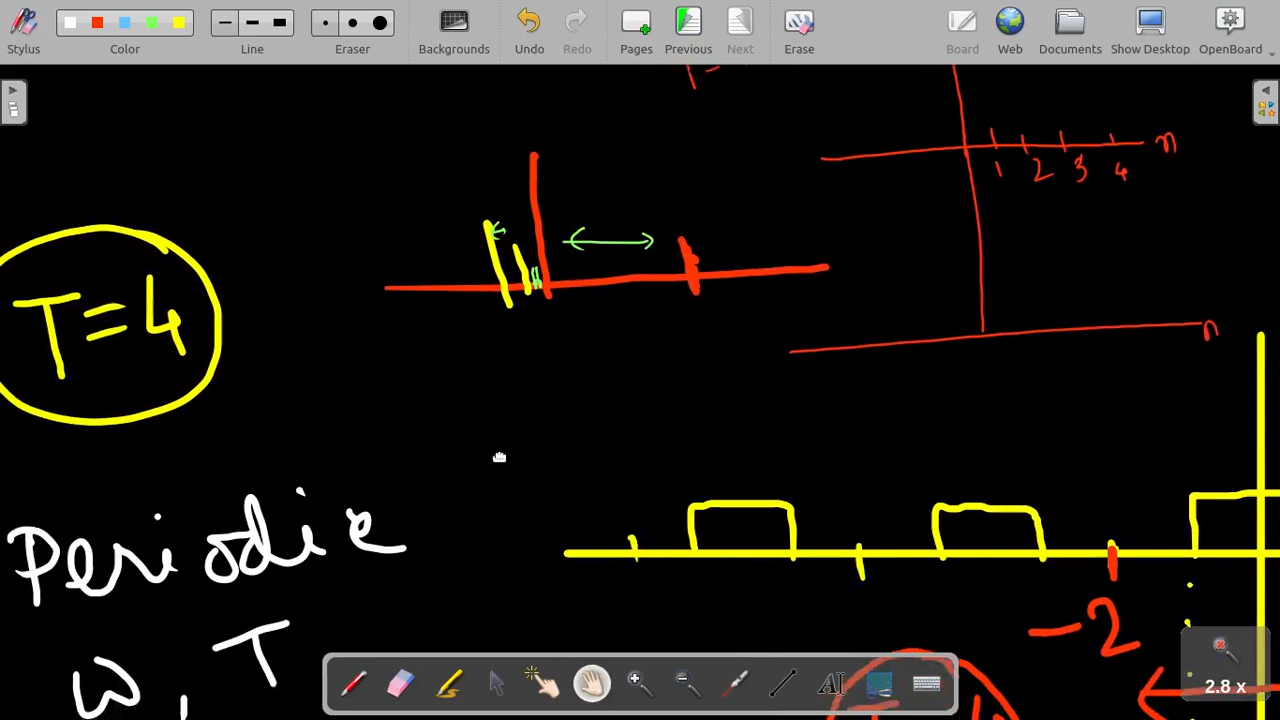 Stylus Color Line Eraser Backgrounds Undo Redo Pages Previous Next Erase Board Web Documents Show Desktop OpenBoard
n
1 2 3 4
T=4
n
Periodic
-2
ω, T
AI
2.8 x